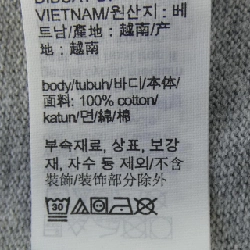 VIETNAM/원산지 : 베
트남/產地 : 越南/产
地 : 越南
body/tubuh/바디/本体/
面料: 100% cotton/
katun/면/綿/棉
부속재료, 상표, 보강
재, 자수 등 제외/不含
裝飾/装饰部分除外
30